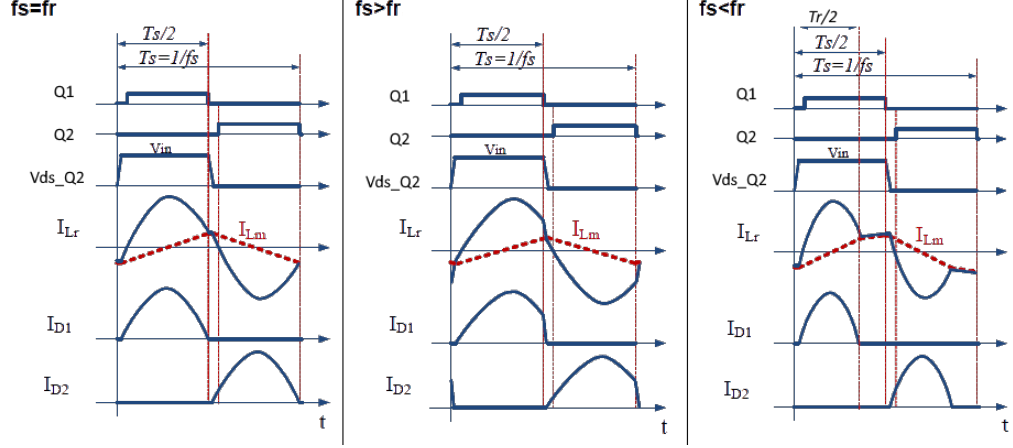 fs=fr
Ts/2
Ts=1/fs
Q1
Q2
Vin
Vds_Q2
ILr
ILm
ID1
ID2
t
fs>fr
Ts/2
Ts=1/fs
Q1
Q2
Vin
Vds_Q2
ILr
ILm
ID1
ID2
t
fs<fr
Tr/2
Ts/2
Ts=1/fs
Q1
Q2
Vin
Vds_Q2
ILr
ILm
ID1
ID2
t